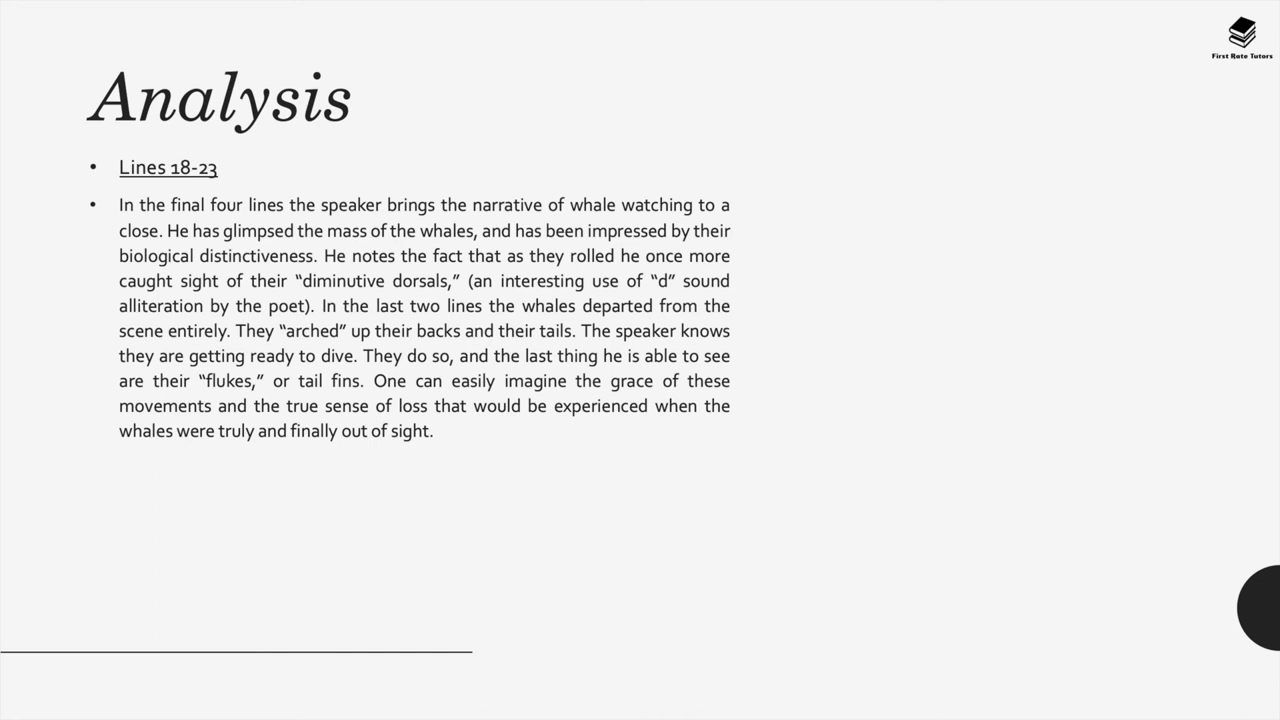 First Rate Tutors
Analysis
• Lines 18-23
• In the final four lines the speaker brings the narrative of whale watching to a
close. He has glimpsed the mass of the whales, and has been impressed by their
biological distinctiveness. He notes the fact that as they rolled he once more
caught sight of their “diminutive dorsals,” (an interesting use of “d” sound
alliteration by the poet). In the last two lines the whales departed from the
scene entirely. They “arched” up their backs and their tails. The speaker knows
they are getting ready to dive. They do so, and the last thing he is able to see
are their “flukes,” or tail fins. One can easily imagine the grace of these
movements and the true sense of loss that would be experienced when the
whales were truly and finally out of sight.